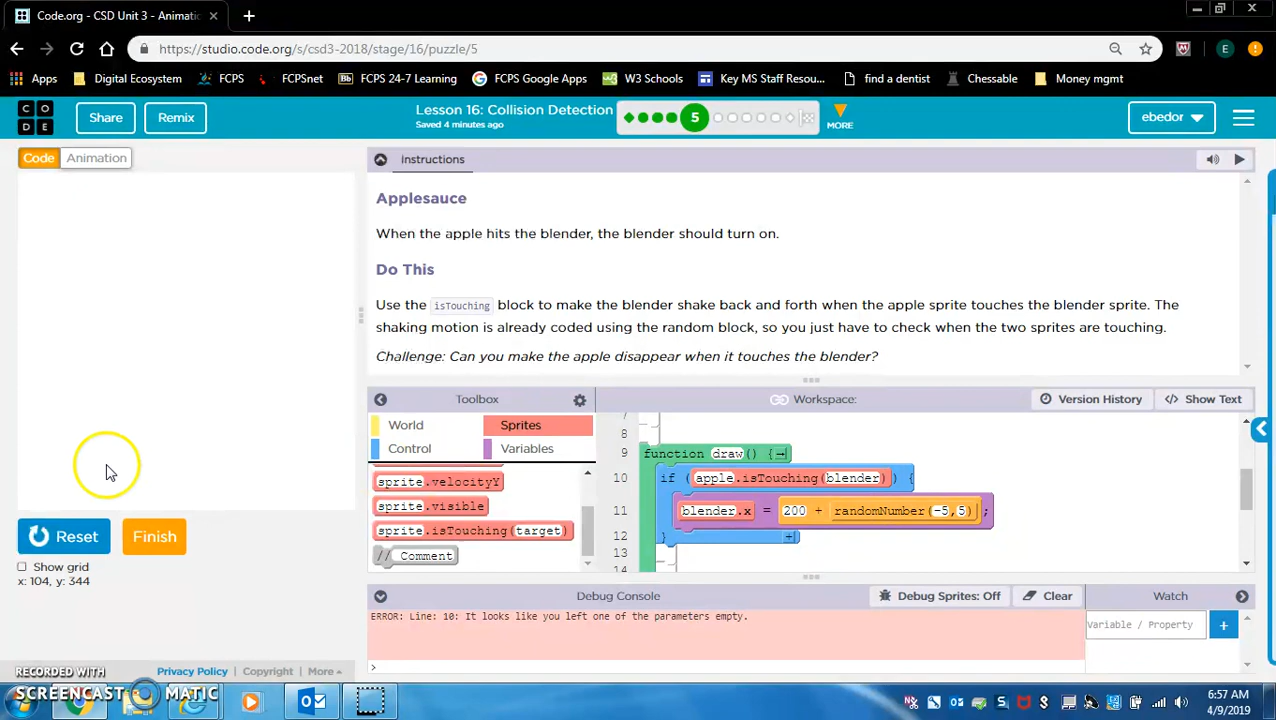 Code.org - CSD Unit 3 - Animatio
https://studio.code.org/s/csd3-2018/stage/16/puzzle/5
E
Apps
Digital Ecosystem
FCPS
FCPSnet
Bb
FCPS 24-7 Learning
FCPS Google Apps
W3 Schools
Key MS Staff Resou...
find a dentist
Chessable
Money mgmt
C O
D E
Share
Remix
Lesson 16: Collision Detection
Saved 4 minutes ago
5
MORE
ebedor
Code
Animation
Instructions
Applesauce
When the apple hits the blender, the blender should turn on.
Do This
Use the isTouching block to make the blender shake back and forth when the apple sprite touches the blender sprite. The
shaking motion is already coded using the random block, so you just have to check when the two sprites are touching.
Challenge: Can you make the apple disappear when it touches the blender?
Toolbox
Workspace:
Version History
</> Show Text
World
Sprites
Control
Variables
sprite.velocityY
sprite.visible
sprite.isTouching(target)
// Comment
7
8
9 function draw() {
10 if (apple.isTouching(blender)) {
11 blender.x = 200 + randomNumber(-5,5) ;
12 }
13
14
Reset
Finish
Show grid
x: 104, y: 344
Debug Console
Debug Sprites: Off
Clear
Watch
ERROR: Line: 10: It looks like you left one of the parameters empty.
Variable / Property
+
>
Privacy Policy | Copyright | More
RECORDED WITH
SCREENCAST MATIC
6:57 AM
4/9/2019